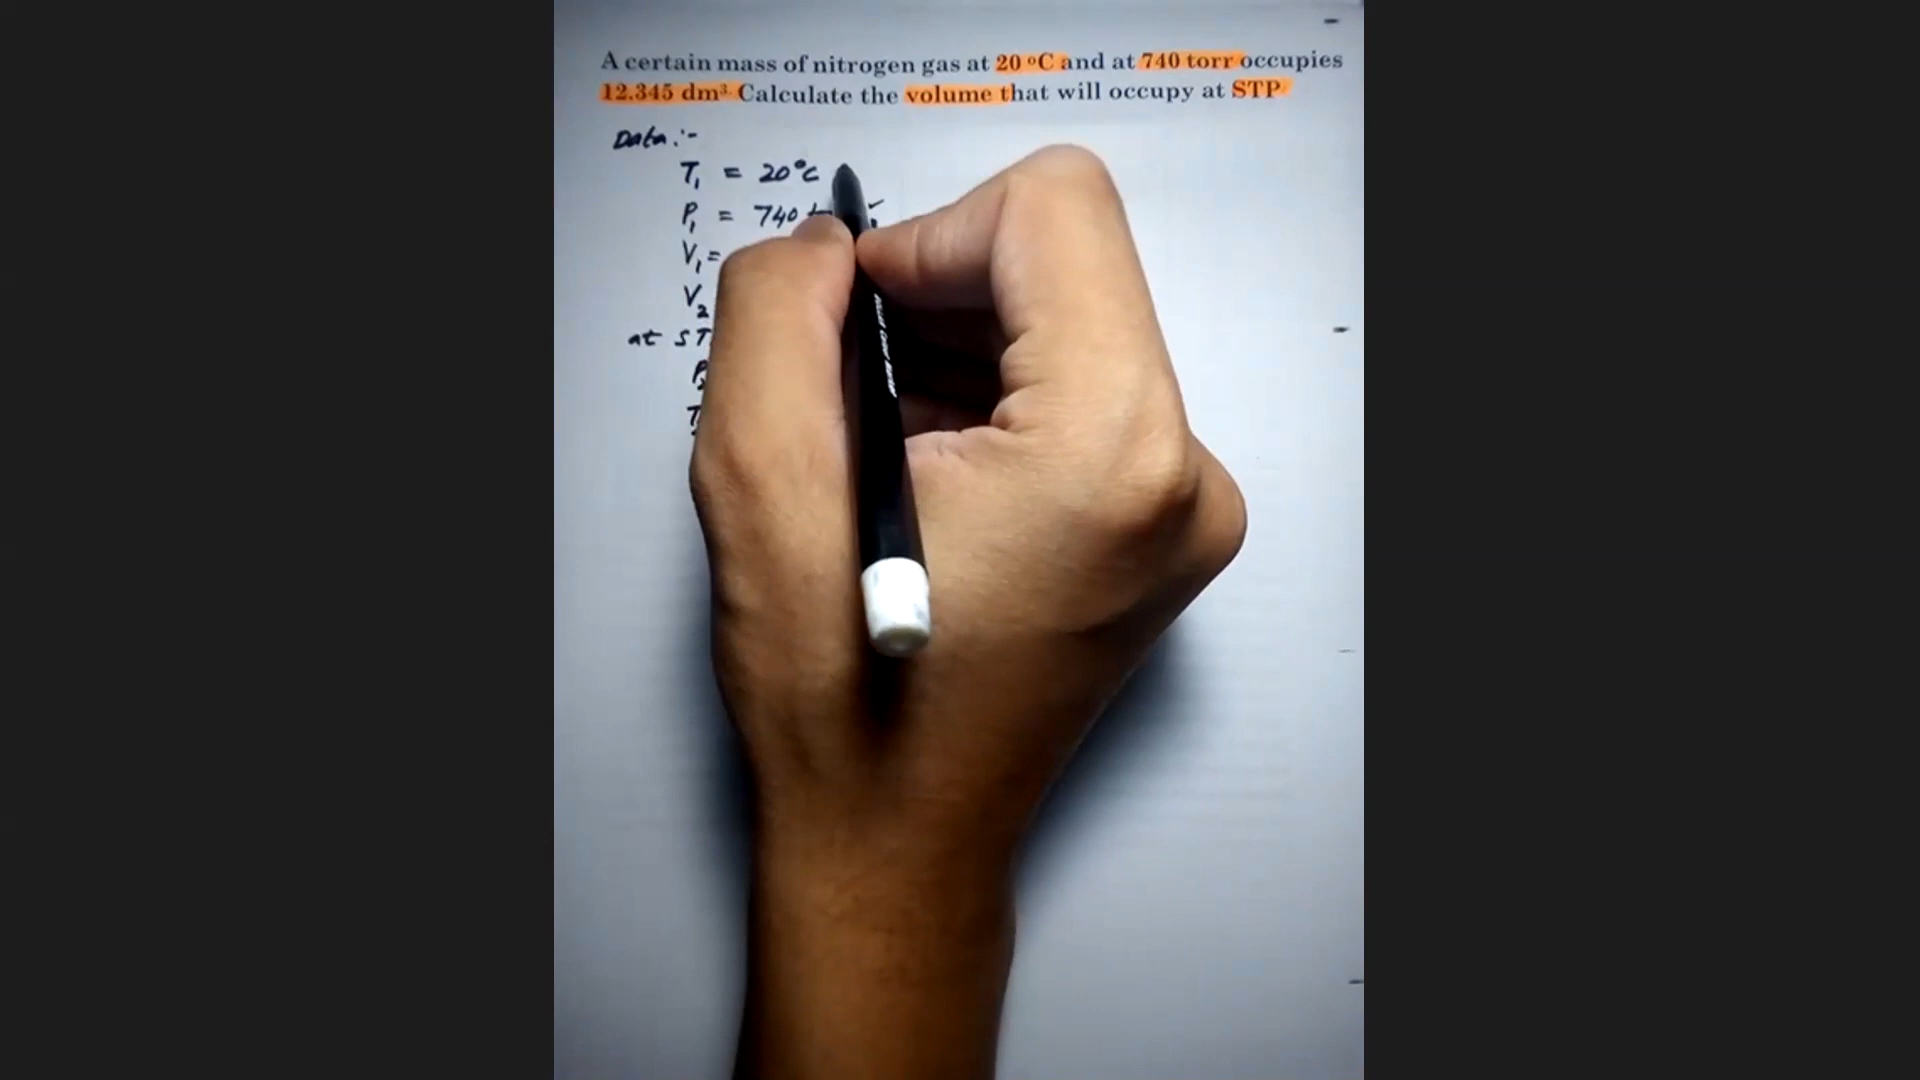 A certain mass of nitrogen gas at 20 °C and at 740 torr occupies
12.345 dm³. Calculate the volume that will occupy at STP
Data :-
T₁ = 20°C
P₁ = 740
V₁ =
V₂
at ST
P₂
T